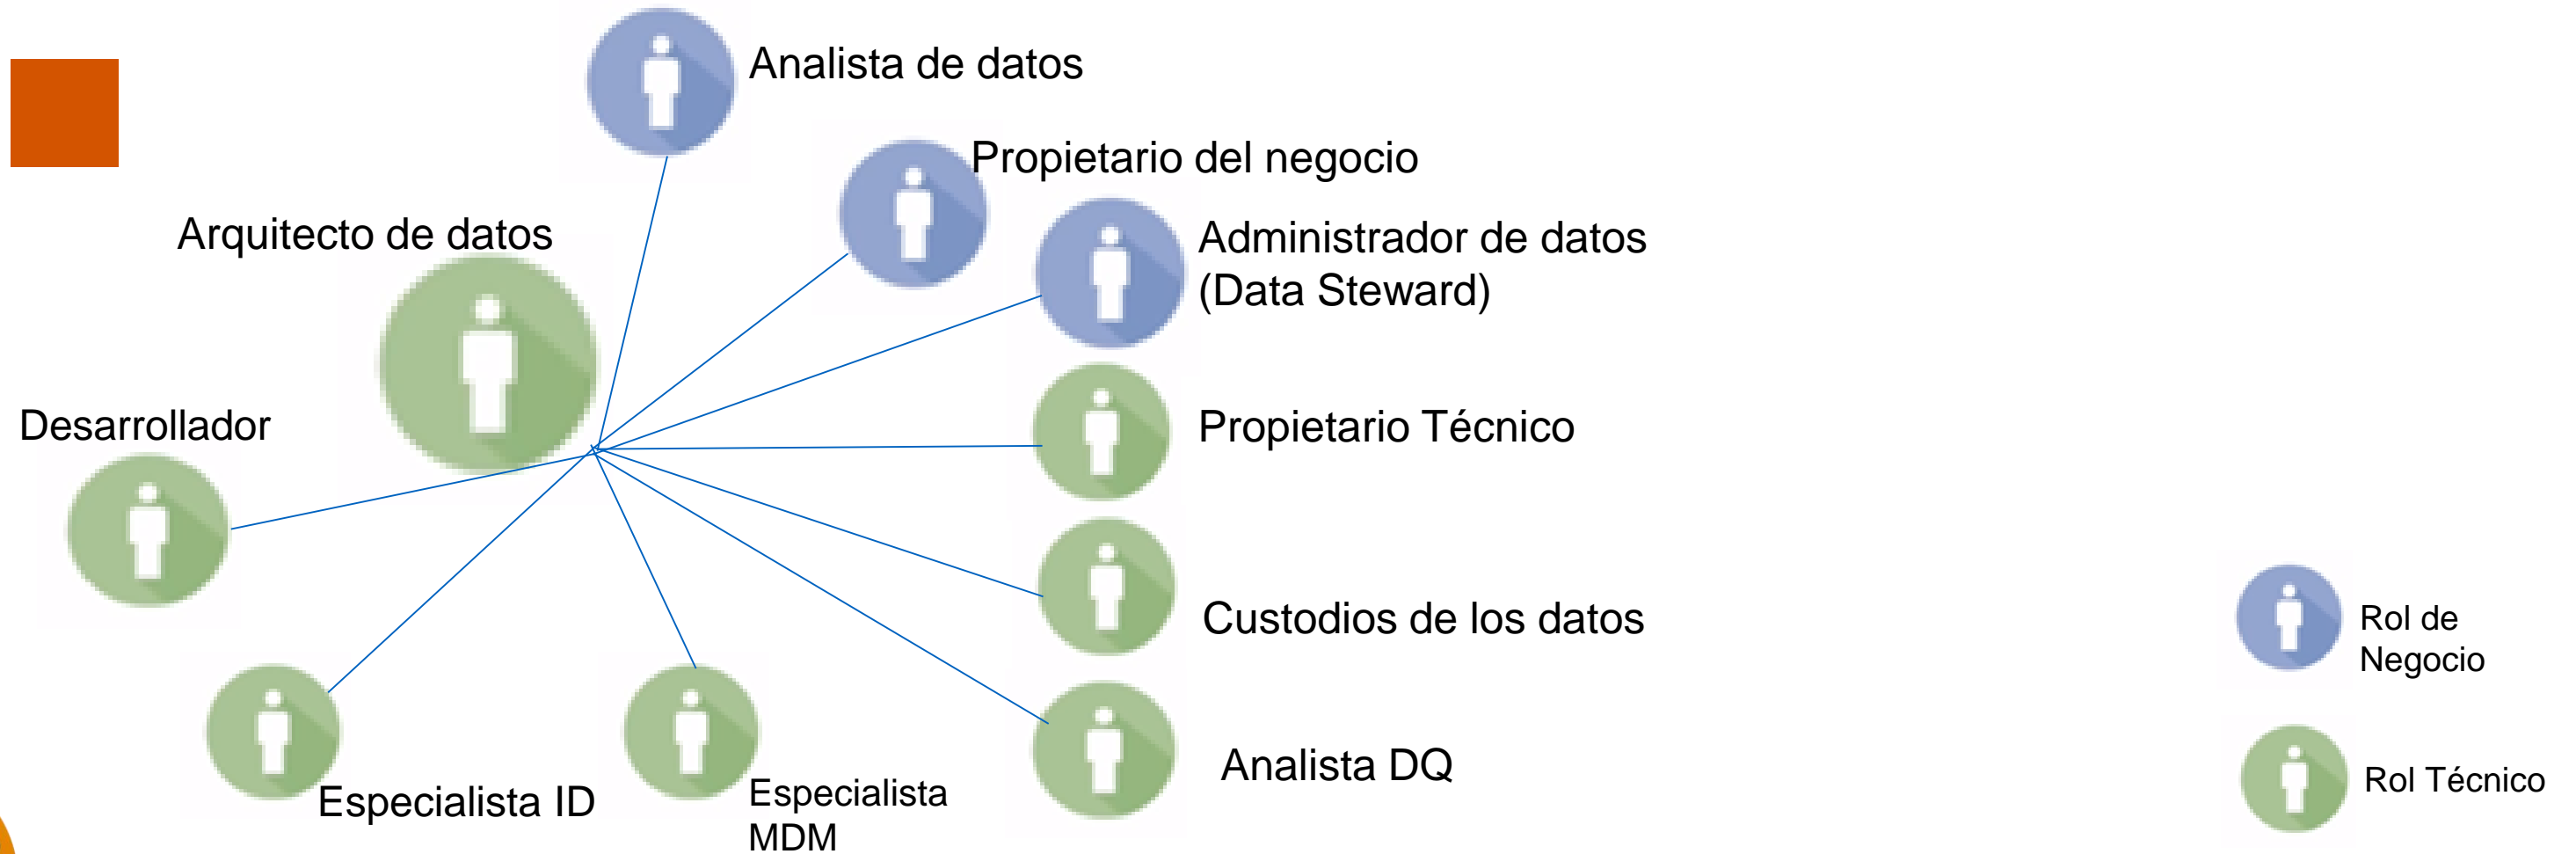 Analista de datos
Propietario del negocio
Arquitecto de datos
Administrador de datos
(Data Steward)
Desarrollador
Propietario Técnico
Custodios de los datos
Rol de
Negocio
Analista DQ
Especialista ID
Especialista
MDM
Rol Técnico